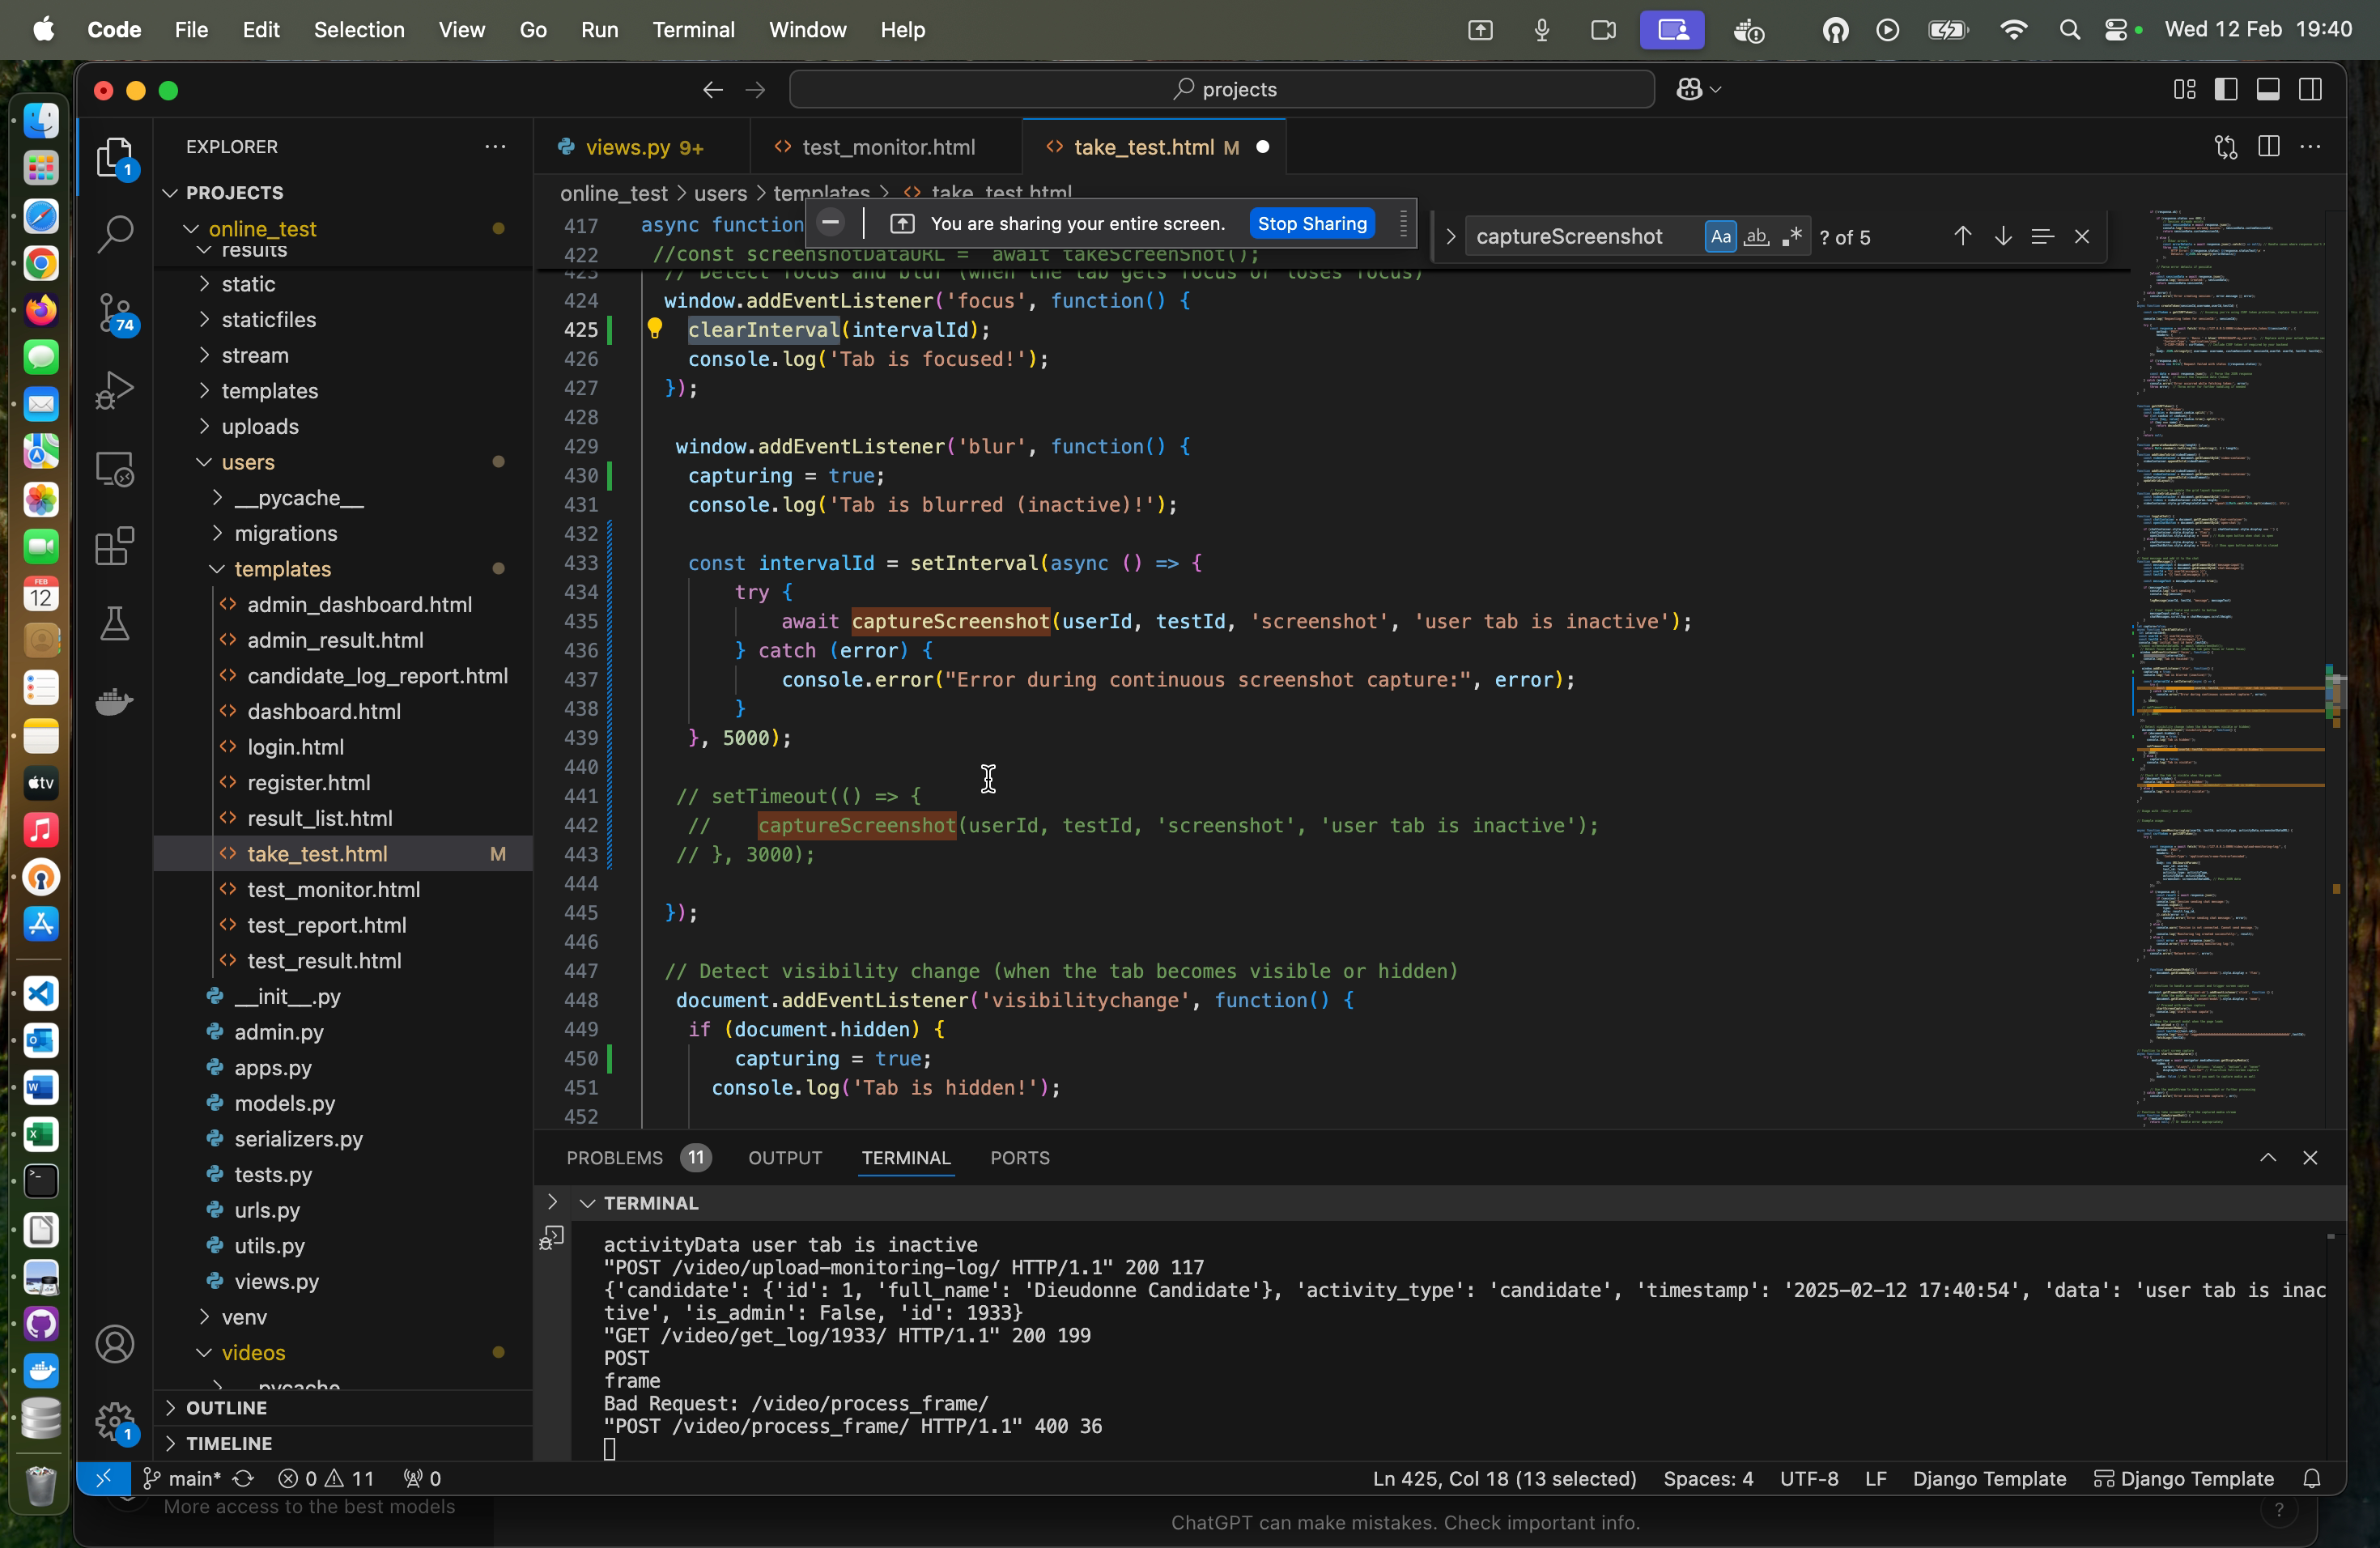 Code File Edit Selection View Go Run Terminal Window Help Wed 12 Feb 19:40
projects
EXPLORER
PROJECTS
online_test
results
static
staticfiles
stream
templates
uploads
users
__pycache__
migrations
templates
admin_dashboard.html
admin_result.html
candidate_log_report.html
dashboard.html
login.html
register.html
result_list.html
take_test.html M
test_monitor.html
test_report.html
test_result.html
__init__.py
admin.py
apps.py
models.py
serializers.py
tests.py
urls.py
utils.py
views.py
venv
videos
pycache
OUTLINE
TIMELINE
1
74
1
FEB
12
tv
views.py 9+ test_monitor.html take_test.html M
online_test > users > templates > take_test.html
You are sharing your entire screen. Stop Sharing
captureScreenshot Aa ab ? of 5
417 async function
422 //const screenshotDataURL = await takeScreenShot();
423 // Detect focus and blur (when the tab gets focus or loses focus)
424 window.addEventListener('focus', function() {
425 clearInterval(intervalId);
426 console.log('Tab is focused!');
427 });
428
429 window.addEventListener('blur', function() {
430 capturing = true;
431 console.log('Tab is blurred (inactive)!');
432
433 const intervalId = setInterval(async () => {
434 try {
435 await captureScreenshot(userId, testId, 'screenshot', 'user tab is inactive');
436 } catch (error) {
437 console.error("Error during continuous screenshot capture:", error);
438 }
439 }, 5000);
440
441 // setTimeout(() => {
442 // captureScreenshot(userId, testId, 'screenshot', 'user tab is inactive');
443 // }, 3000);
444
445 });
446
447 // Detect visibility change (when the tab becomes visible or hidden)
448 document.addEventListener('visibilitychange', function() {
449 if (document.hidden) {
450 capturing = true;
451 console.log('Tab is hidden!');
452
PROBLEMS 11 OUTPUT TERMINAL PORTS
TERMINAL
activityData user tab is inactive
"POST /video/upload-monitoring-log/ HTTP/1.1" 200 117
{'candidate': {'id': 1, 'full_name': 'Dieudonne Candidate'}, 'activity_type': 'candidate', 'timestamp': '2025-02-12 17:40:54', 'data': 'user tab is inac
tive', 'is_admin': False, 'id': 1933}
"GET /video/get_log/1933/ HTTP/1.1" 200 199
POST
frame
Bad Request: /video/process_frame/
"POST /video/process_frame/ HTTP/1.1" 400 36
main* 0 11 0 Ln 425, Col 18 (13 selected) Spaces: 4 UTF-8 LF Django Template Django Template
More access to the best models
ChatGPT can make mistakes. Check important info.
?